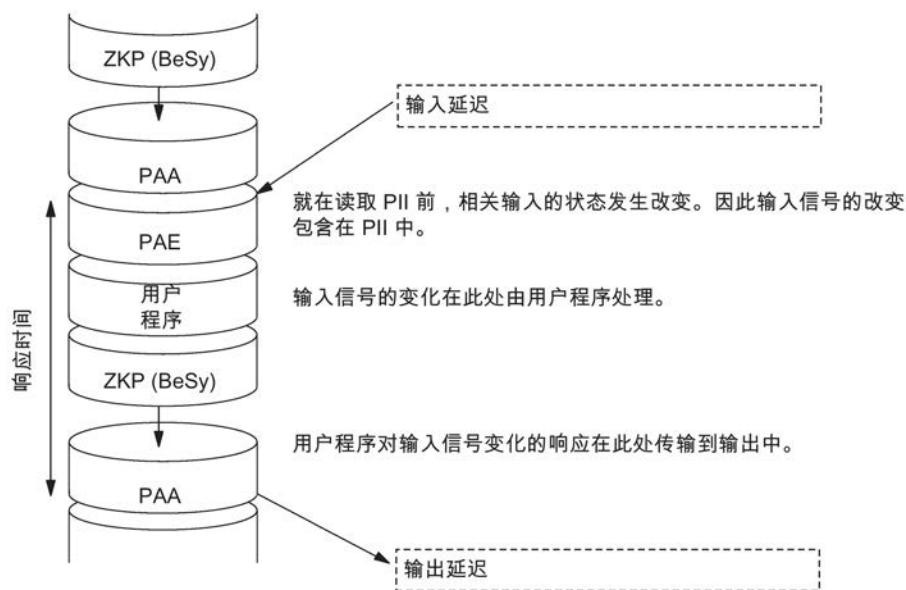 ZKP (BeSy)
输入延迟
PAA
就在读取 PII 前，相关输入的状态发生改变。因此输入信号的改变
包含在 PII 中。
PAE
用户
程序
输入信号的变化在此处由用户程序处理。
响应时间
ZKP (BeSy)
用户程序对输入信号变化的响应在此处传输到输出中。
PAA
输出延迟